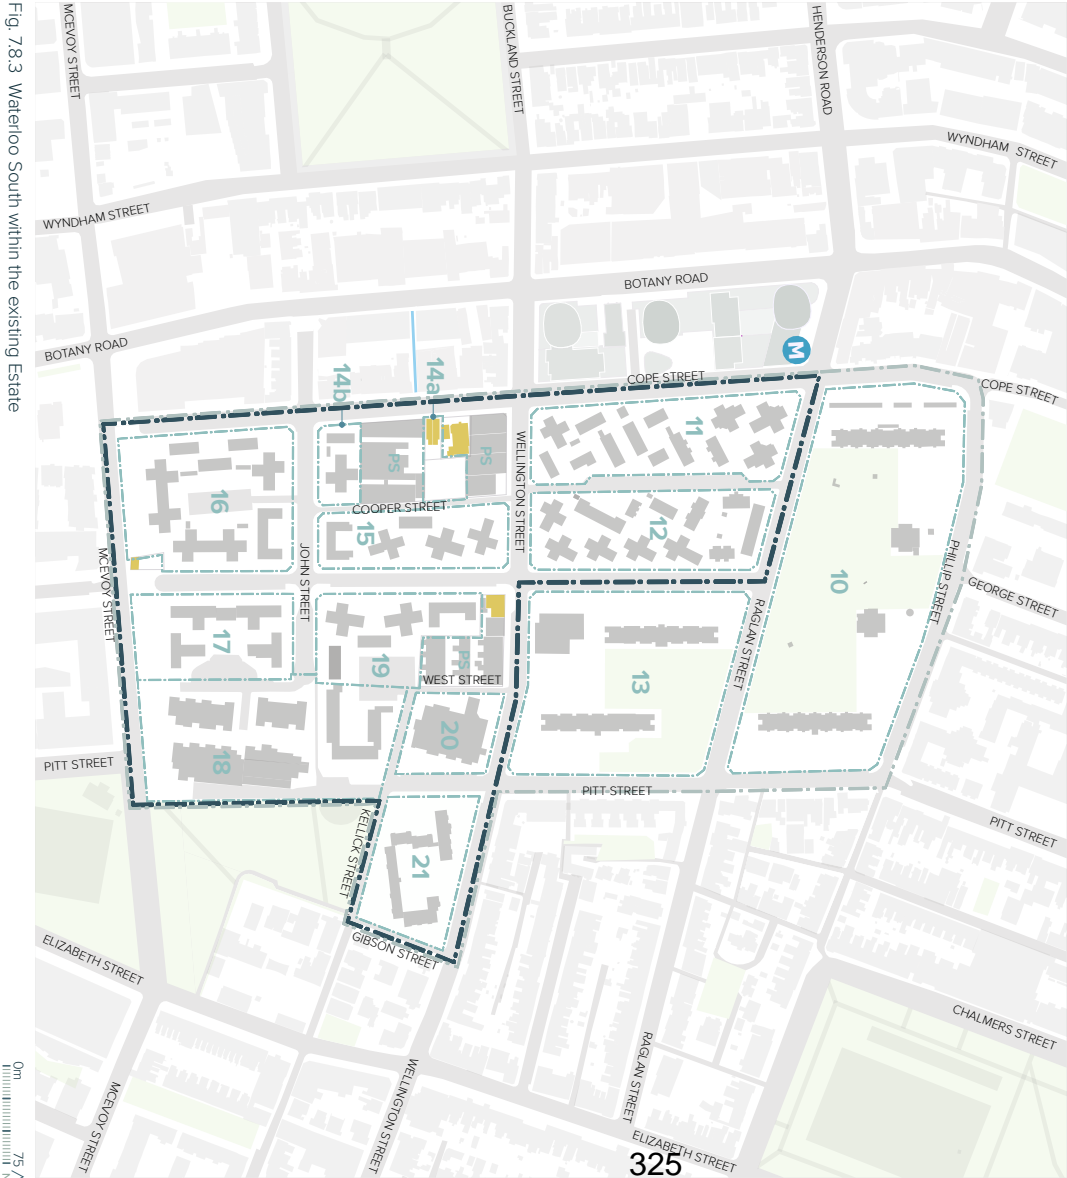 Fig. 7.8.3 Waterloo South within the existing Estate
MCEVOY STREET
BUCKLAND STREET
HENDERSON ROAD
WYNDHAM STREET
WYNDHAM STREET
BOTANY ROAD
BOTANY ROAD
M
COPE STREET
COPE STREET
14b
14a
11
PS
PS
WELLINGTON STREET
16
COOPER STREET
15
12
JOHN STREET
MCEVOY STREET
10
PHILLIP STREET
GEORGE STREET
RAGLAN STREET
17
19
PS
WEST STREET
13
20
18
PITT STREET
PITT STREET
PITT STREET
KELLICK STREET
21
GIBSON STREET
ELIZABETH STREET
CHALMERS STREET
RAGLAN STREET
WELLINGTON STREET
MCEVOY STREET
ELIZABETH STREET
0m
75
325